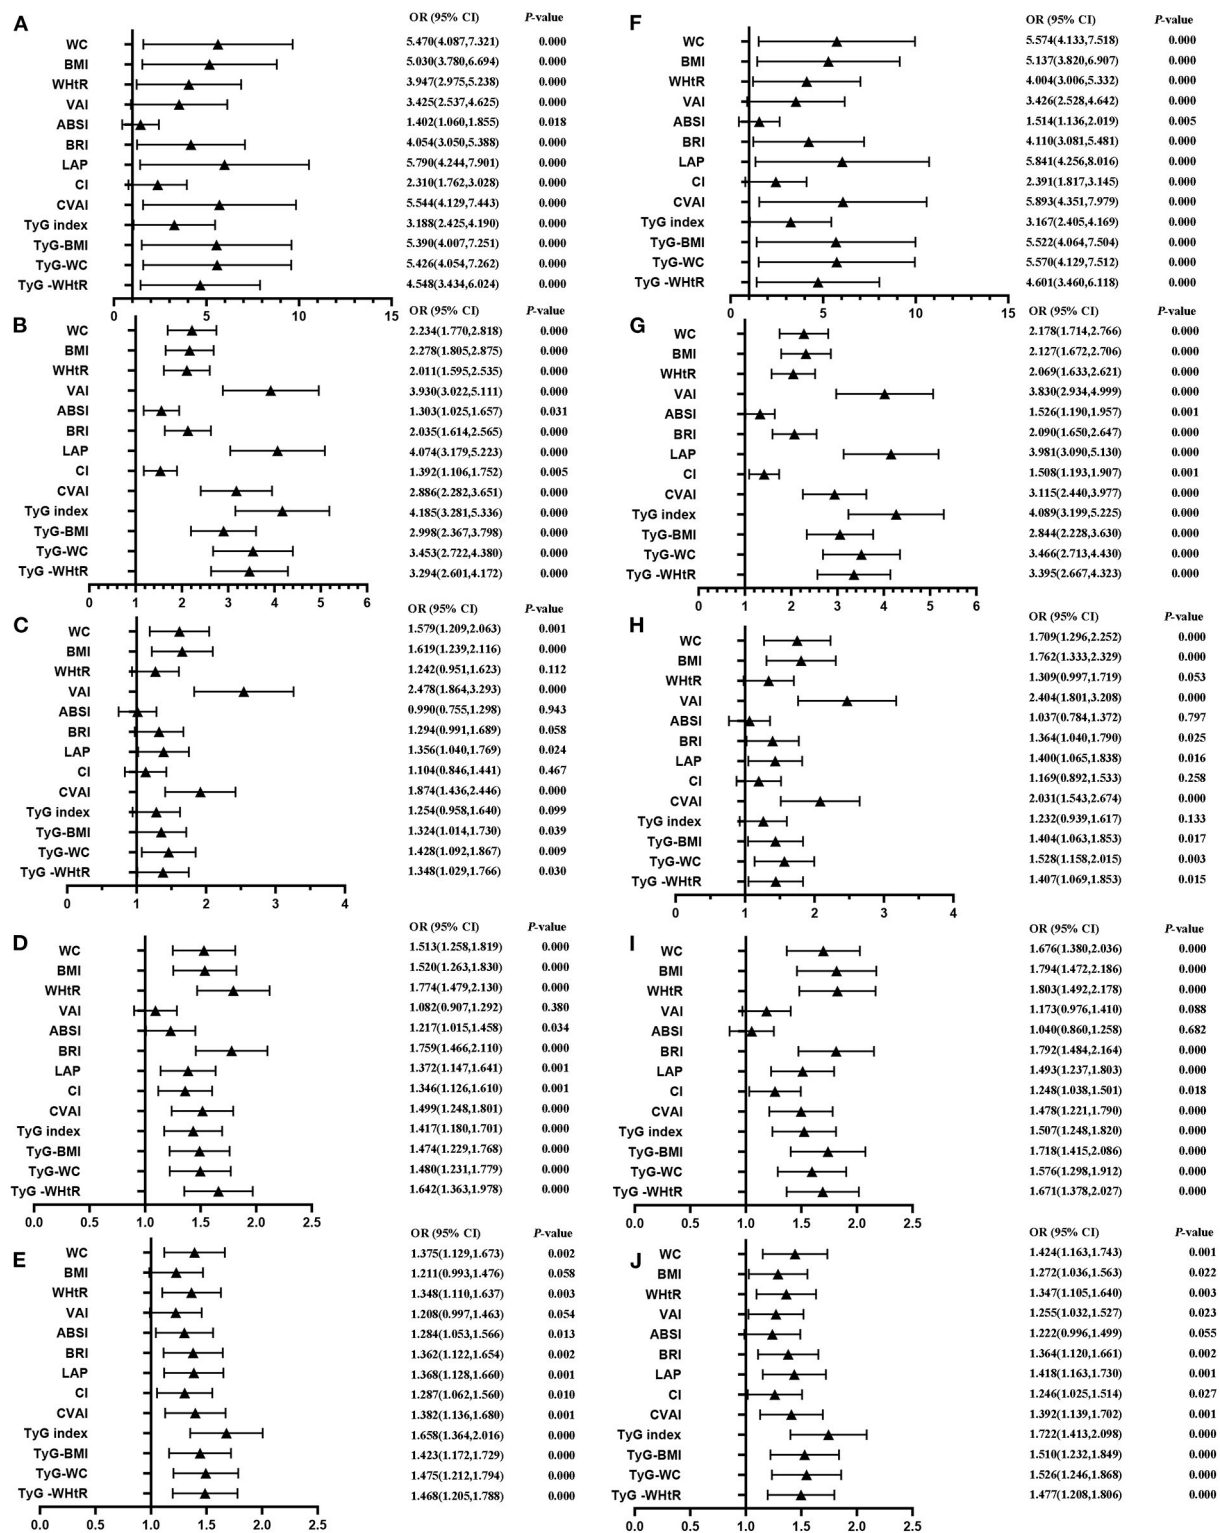 A
OR (95% CI) P-value
WC 5.470(4.087,7.321) 0.000
BMI 5.030(3.780,6.694) 0.000
WHtR 3.947(2.975,5.238) 0.000
VAI 3.425(2.537,4.625) 0.000
ABSI 1.402(1.060,1.855) 0.018
BRI 4.054(3.050,5.388) 0.000
LAP 5.790(4.244,7.901) 0.000
CI 2.310(1.762,3.028) 0.000
CVAI 5.544(4.129,7.443) 0.000
TyG index 3.188(2.425,4.190) 0.000
TyG-BMI 5.390(4.007,7.251) 0.000
TyG-WC 5.426(4.054,7.262) 0.000
TyG -WHtR 4.548(3.434,6.024) 0.000
0 5 10 15
B
OR (95% CI) P-value
WC 2.234(1.770,2.818) 0.000
BMI 2.278(1.805,2.875) 0.000
WHtR 2.011(1.595,2.535) 0.000
VAI 3.930(3.022,5.111) 0.000
ABSI 1.303(1.025,1.657) 0.031
BRI 2.035(1.614,2.565) 0.000
LAP 4.074(3.179,5.223) 0.000
CI 1.392(1.106,1.752) 0.005
CVAI 2.886(2.282,3.651) 0.000
TyG index 4.185(3.281,5.336) 0.000
TyG-BMI 2.998(2.367,3.798) 0.000
TyG-WC 3.453(2.722,4.380) 0.000
TyG -WHtR 3.294(2.601,4.172) 0.000
0 1 2 3 4 5 6
C
OR (95% CI) P-value
WC 1.579(1.209,2.063) 0.001
BMI 1.619(1.239,2.116) 0.000
WHtR 1.242(0.951,1.623) 0.112
VAI 2.478(1.864,3.293) 0.000
ABSI 0.990(0.755,1.298) 0.943
BRI 1.294(0.991,1.689) 0.058
LAP 1.356(1.040,1.769) 0.024
CI 1.104(0.846,1.441) 0.467
CVAI 1.874(1.436,2.446) 0.000
TyG index 1.254(0.958,1.640) 0.099
TyG-BMI 1.324(1.014,1.730) 0.039
TyG-WC 1.428(1.092,1.867) 0.009
TyG -WHtR 1.348(1.029,1.766) 0.030
0 1 2 3 4
D
OR (95% CI) P-value
WC 1.513(1.258,1.819) 0.000
BMI 1.520(1.263,1.830) 0.000
WHtR 1.774(1.479,2.130) 0.000
VAI 1.082(0.907,1.292) 0.380
ABSI 1.217(1.015,1.458) 0.034
BRI 1.759(1.466,2.110) 0.000
LAP 1.372(1.147,1.641) 0.001
CI 1.346(1.126,1.610) 0.001
CVAI 1.499(1.248,1.801) 0.000
TyG index 1.417(1.180,1.701) 0.000
TyG-BMI 1.474(1.229,1.768) 0.000
TyG-WC 1.480(1.231,1.779) 0.000
TyG -WHtR 1.642(1.363,1.978) 0.000
0.0 0.5 1.0 1.5 2.0 2.5
E
OR (95% CI) P-value
WC 1.375(1.129,1.673) 0.002
BMI 1.211(0.993,1.476) 0.058
WHtR 1.348(1.110,1.637) 0.003
VAI 1.208(0.997,1.463) 0.054
ABSI 1.284(1.053,1.566) 0.013
BRI 1.362(1.122,1.654) 0.002
LAP 1.368(1.128,1.660) 0.001
CI 1.287(1.062,1.560) 0.010
CVAI 1.382(1.136,1.680) 0.001
TyG index 1.658(1.364,2.016) 0.000
TyG-BMI 1.423(1.172,1.729) 0.000
TyG-WC 1.475(1.212,1.794) 0.000
TyG -WHtR 1.468(1.205,1.788) 0.000
0.0 0.5 1.0 1.5 2.0 2.5
F
OR (95% CI) P-value
WC 5.574(4.133,7.518) 0.000
BMI 5.137(3.820,6.907) 0.000
WHtR 4.004(3.006,5.332) 0.000
VAI 3.426(2.528,4.642) 0.000
ABSI 1.514(1.136,2.019) 0.005
BRI 4.110(3.081,5.481) 0.000
LAP 5.841(4.256,8.016) 0.000
CI 2.391(1.817,3.145) 0.000
CVAI 5.893(4.351,7.979) 0.000
TyG index 3.167(2.405,4.169) 0.000
TyG-BMI 5.522(4.064,7.504) 0.000
TyG-WC 5.570(4.129,7.512) 0.000
TyG -WHtR 4.601(3.460,6.118) 0.000
0 5 10 15
G
OR (95% CI) P-value
WC 2.178(1.714,2.766) 0.000
BMI 2.127(1.672,2.706) 0.000
WHtR 2.069(1.633,2.621) 0.000
VAI 3.830(2.934,4.999) 0.000
ABSI 1.526(1.190,1.957) 0.001
BRI 2.090(1.650,2.647) 0.000
LAP 3.981(3.090,5.130) 0.000
CI 1.508(1.193,1.907) 0.001
CVAI 3.115(2.440,3.977) 0.000
TyG index 4.089(3.199,5.225) 0.000
TyG-BMI 2.844(2.228,3.630) 0.000
TyG-WC 3.466(2.713,4.430) 0.000
TyG -WHtR 3.395(2.667,4.323) 0.000
0 1 2 3 4 5 6
H
OR (95% CI) P-value
WC 1.709(1.296,2.252) 0.000
BMI 1.762(1.333,2.329) 0.000
WHtR 1.309(0.997,1.719) 0.053
VAI 2.404(1.801,3.208) 0.000
ABSI 1.037(0.784,1.372) 0.797
BRI 1.364(1.040,1.790) 0.025
LAP 1.400(1.065,1.838) 0.016
CI 1.169(0.892,1.533) 0.258
CVAI 2.031(1.543,2.674) 0.000
TyG index 1.232(0.939,1.617) 0.133
TyG-BMI 1.404(1.063,1.853) 0.017
TyG-WC 1.528(1.158,2.015) 0.003
TyG -WHtR 1.407(1.069,1.853) 0.015
0 1 2 3 4
I
OR (95% CI) P-value
WC 1.676(1.380,2.036) 0.000
BMI 1.794(1.472,2.186) 0.000
WHtR 1.803(1.492,2.178) 0.000
VAI 1.173(0.976,1.410) 0.088
ABSI 1.040(0.860,1.258) 0.682
BRI 1.792(1.484,2.164) 0.000
LAP 1.493(1.237,1.803) 0.000
CI 1.248(1.038,1.501) 0.018
CVAI 1.478(1.221,1.790) 0.000
TyG index 1.507(1.248,1.820) 0.000
TyG-BMI 1.718(1.415,2.086) 0.000
TyG-WC 1.576(1.298,1.912) 0.000
TyG -WHtR 1.671(1.378,2.027) 0.000
0.0 0.5 1.0 1.5 2.0 2.5
J
OR (95% CI) P-value
WC 1.424(1.163,1.743) 0.001
BMI 1.272(1.036,1.563) 0.022
WHtR 1.347(1.105,1.640) 0.003
VAI 1.255(1.032,1.527) 0.023
ABSI 1.222(0.996,1.499) 0.055
BRI 1.364(1.120,1.661) 0.002
LAP 1.418(1.163,1.730) 0.001
CI 1.246(1.025,1.514) 0.027
CVAI 1.392(1.139,1.702) 0.001
TyG index 1.722(1.413,2.098) 0.000
TyG-BMI 1.510(1.232,1.849) 0.000
TyG-WC 1.526(1.246,1.868) 0.000
TyG -WHtR 1.477(1.208,1.806) 0.000
0.0 0.5 1.0 1.5 2.0 2.5